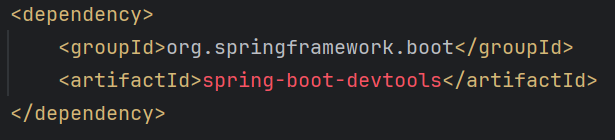 <dependency>
<groupId>org.springframework.boot</groupId>
<artifactId>spring-boot-devtools</artifactId>
</dependency>